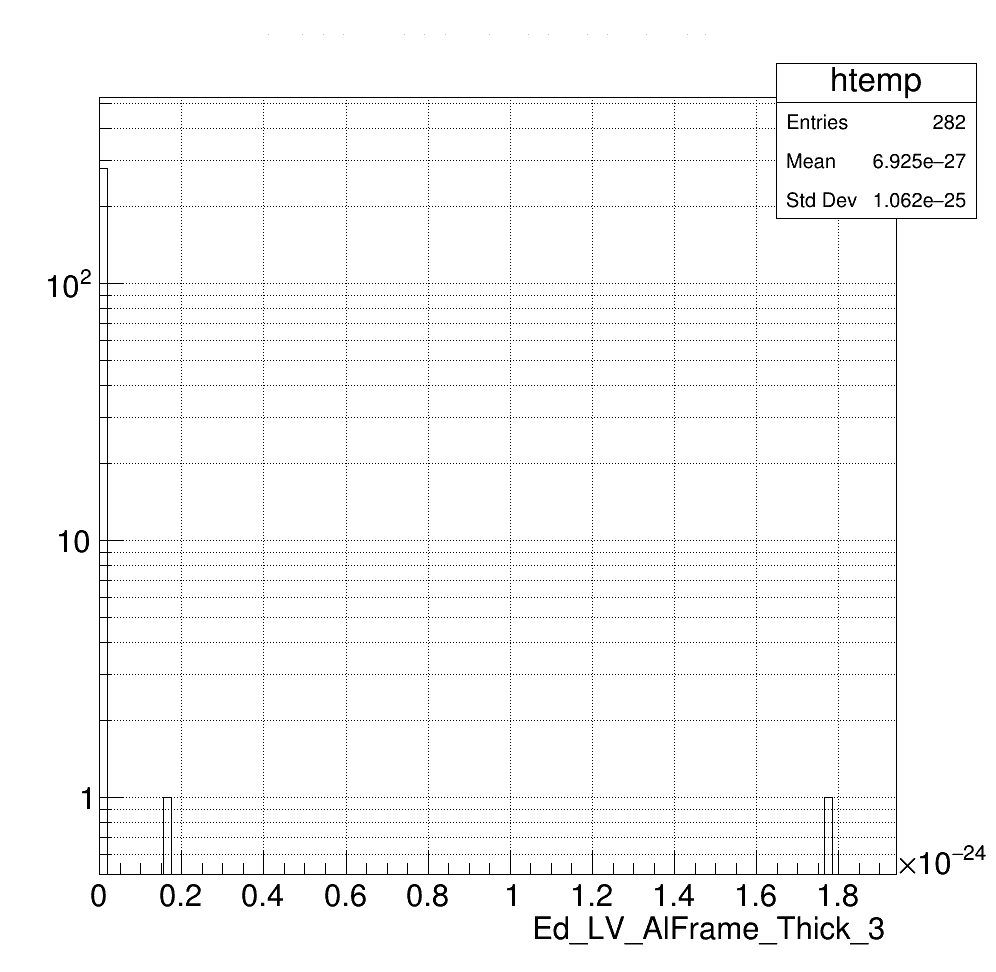 htemp
Entries 282
Mean 6.925e−27
Std Dev 1.062e−25
10²
10
1
0 0.2 0.4 0.6 0.8 1 1.2 1.4 1.6 1.8
×10⁻²⁴
Ed_LV_AlFrame_Thick_3